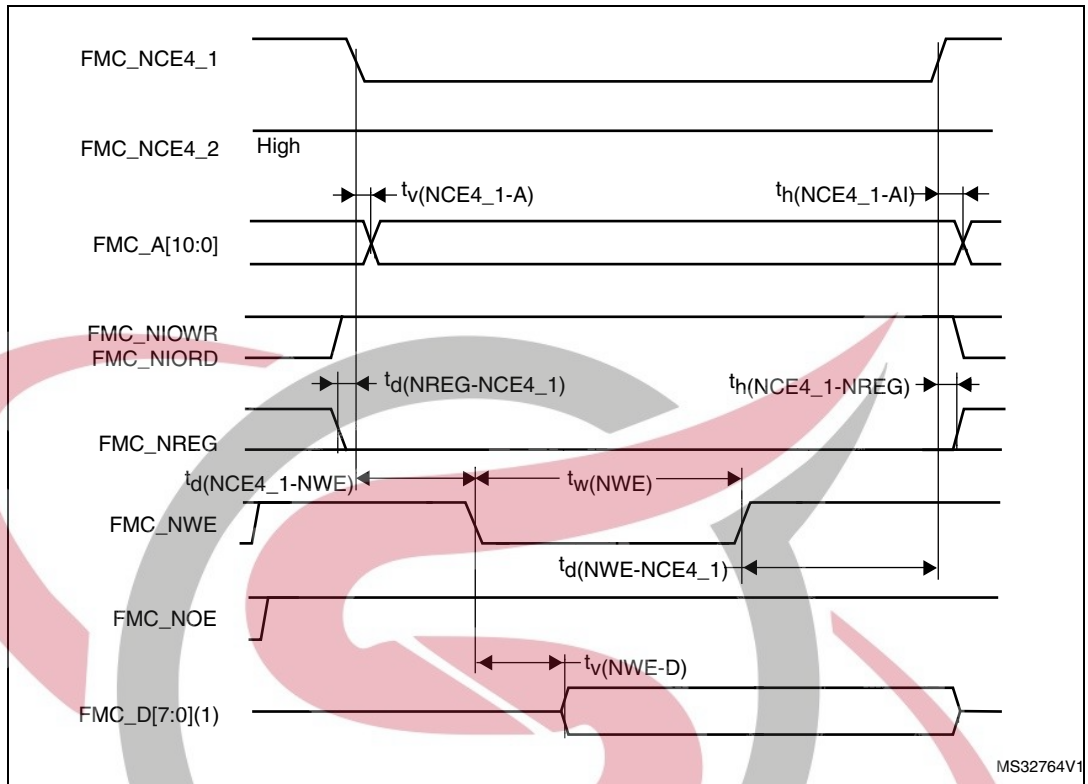 FMC_NCE4_1
FMC_NCE4_2
High
tv(NCE4_1-A)
th(NCE4_1-AI)
FMC_A[10:0]
FMC_NIOWR
FMC_NIORD
td(NREG-NCE4_1)
th(NCE4_1-NREG)
FMC_NREG
td(NCE4_1-NWE)
tw(NWE)
FMC_NWE
td(NWE-NCE4_1)
FMC_NOE
tv(NWE-D)
FMC_D[7:0](1)
MS32764V1